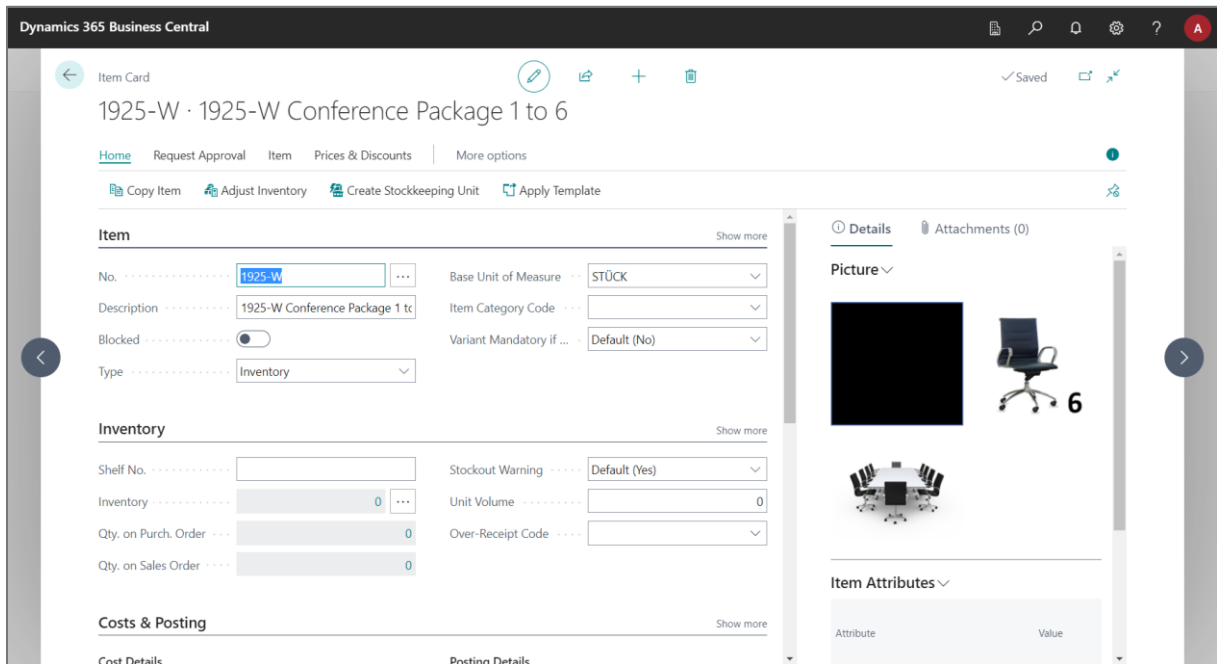 Dynamics 365 Business Central
?
A
Item Card
Saved
1925-W · 1925-W Conference Package 1 to 6
Home Request Approval Item Prices & Discounts More options
Copy Item Adjust Inventory Create Stockkeeping Unit Apply Template
Item Show more
No. 1925-W ...
Base Unit of Measure STÜCK
Description 1925-W Conference Package 1 to
Item Category Code
Blocked
Variant Mandatory if ... Default (No)
Type Inventory
Inventory Show more
Shelf No.
Stockout Warning Default (Yes)
Inventory 0 ...
Unit Volume 0
Qty. on Purch. Order 0
Over-Receipt Code
Qty. on Sales Order 0
Costs & Posting Show more
Cost Details Posting Details
Details Attachments (0)
Picture
6
Item Attributes
Attribute Value